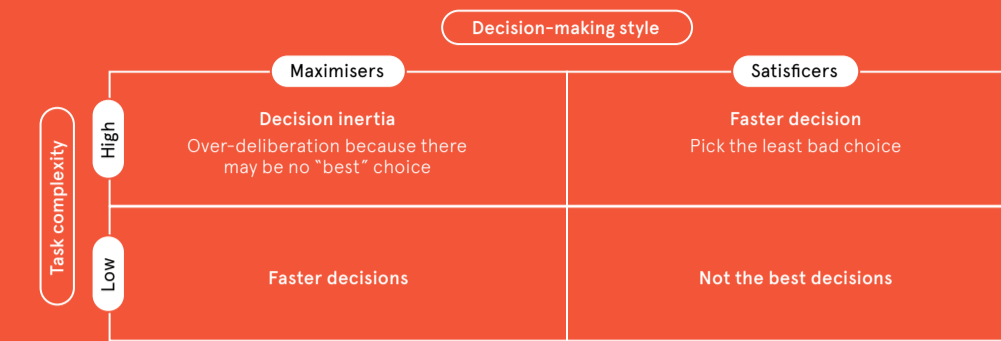 Decision-making style
Maximisers
Satisficers
Task complexity
High
Decision inertia
Over-deliberation because there
may be no “best” choice
Faster decision
Pick the least bad choice
Low
Faster decisions
Not the best decisions